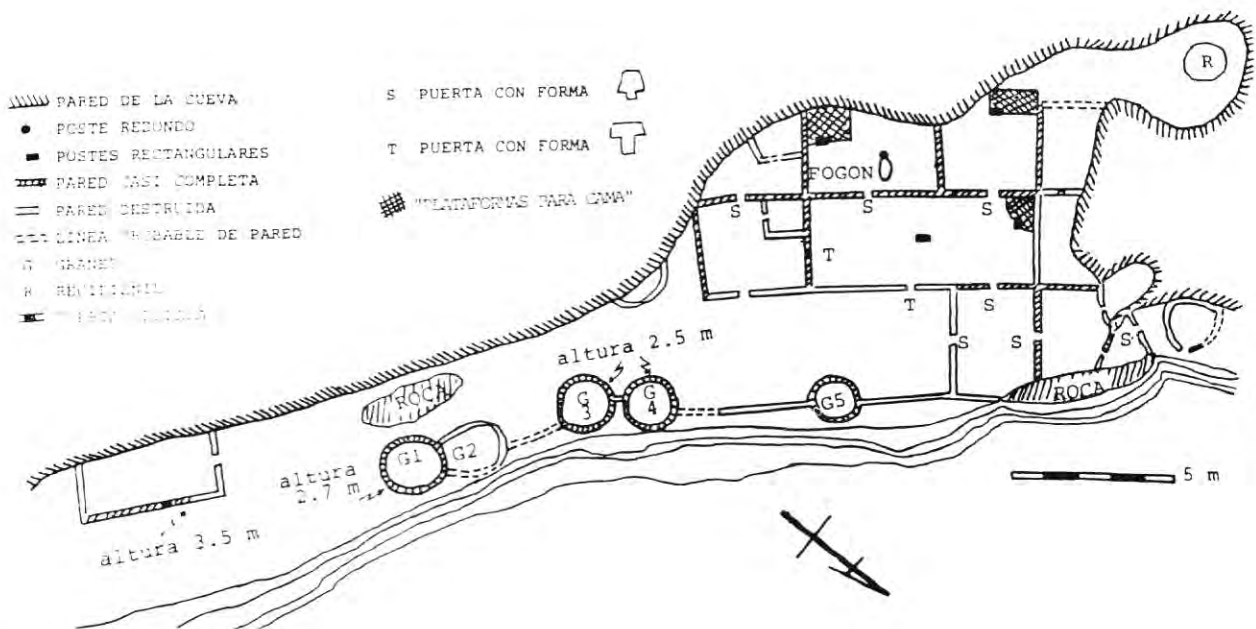 PARED DE LA CUEVA
POSTE REDONDO
POSTES RECTANGULARES
PARED CASI COMPLETA
PARED DESTRUIDA
LINEA PROBABLE DE PARED
G
R
S PUERTA CON FORMA
T PUERTA CON FORMA
"PLATAFORMAS PARA CAMA"
R
FOGON
S
S
S
T
T
S
S
S
S
altura 2.5 m
ROCA
G
3
G
4
G5
ROCA
G1
G2
altura
2.7 m
altura 3.5 m
5 m